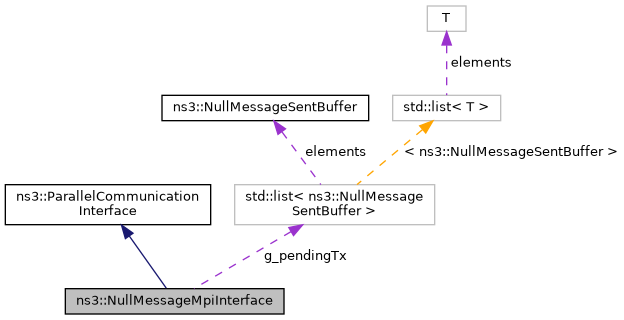 T
elements
ns3::NullMessageSentBuffer
std::list< T >
elements
< ns3::NullMessageSentBuffer >
ns3::ParallelCommunication
Interface
std::list< ns3::NullMessage
SentBuffer >
g_pendingTx
ns3::NullMessageMpiInterface